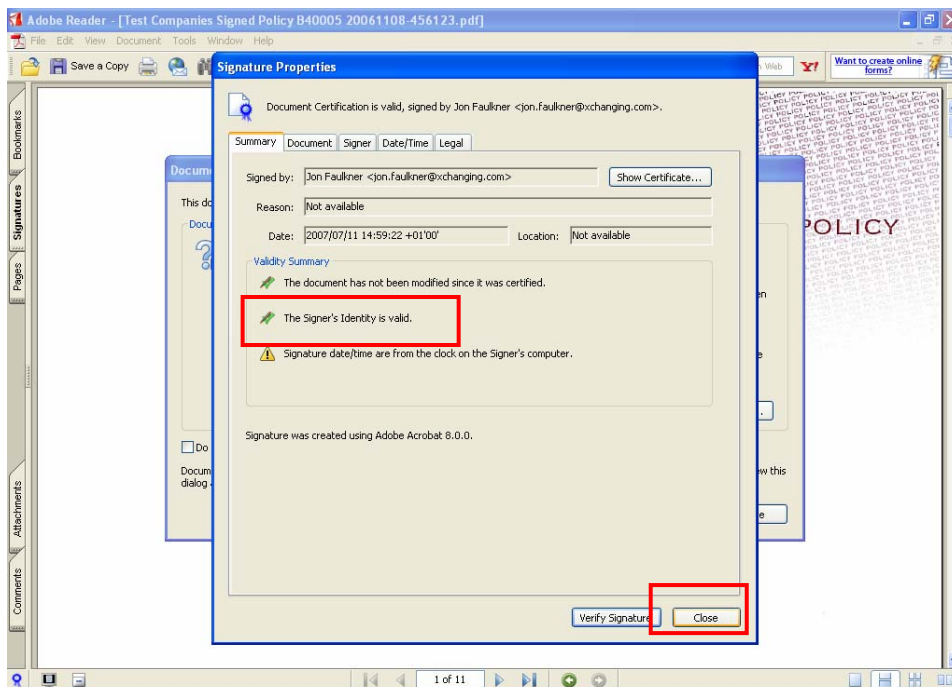 Adobe Reader - [Test Companies Signed Policy B40005 20061108-456123.pdf]
File Edit View Document Tools Window Help
Save a Copy
Web
Y!
Want to create online forms?
Bookmarks
Signatures
Pages
Attachments
Comments
Signature Properties
Document Certification is valid, signed by Jon Faulkner <jon.faulkner@xchanging.com>.
Summary Document Signer Date/Time Legal
Signed by: Jon Faulkner <jon.faulkner@xchanging.com> Show Certificate...
Reason: Not available
Date: 2007/07/11 14:59:22 +01'00' Location: Not available
Validity Summary
The document has not been modified since it was certified.
The Signer's Identity is valid.
Signature date/time are from the clock on the Signer's computer.
Signature was created using Adobe Acrobat 8.0.0.
Verify Signature Close
Docum
This do
Docu
Do
Docum
dialog
en
e
ew this
e
POLICY
1 of 11